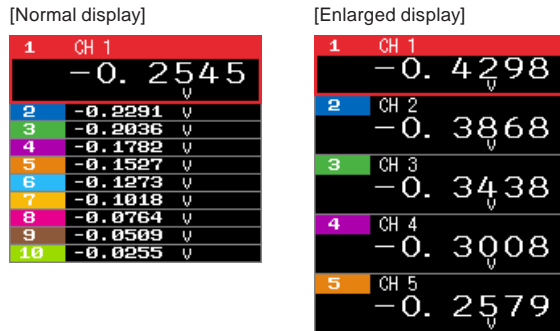 [Normal display]
1 CH 1
-0. 2545
V
2 -0.2291 V
3 -0.2036 V
4 -0.1782 V
5 -0.1527 V
6 -0.1273 V
7 -0.1018 V
8 -0.0764 V
9 -0.0509 V
10 -0.0255 V
[Enlarged display]
1 CH 1
-0. 4298
V
2 CH 2
-0. 3868
V
3 CH 3
-0. 3438
V
4 CH 4
-0. 3008
V
5 CH 5
-0. 2579
V